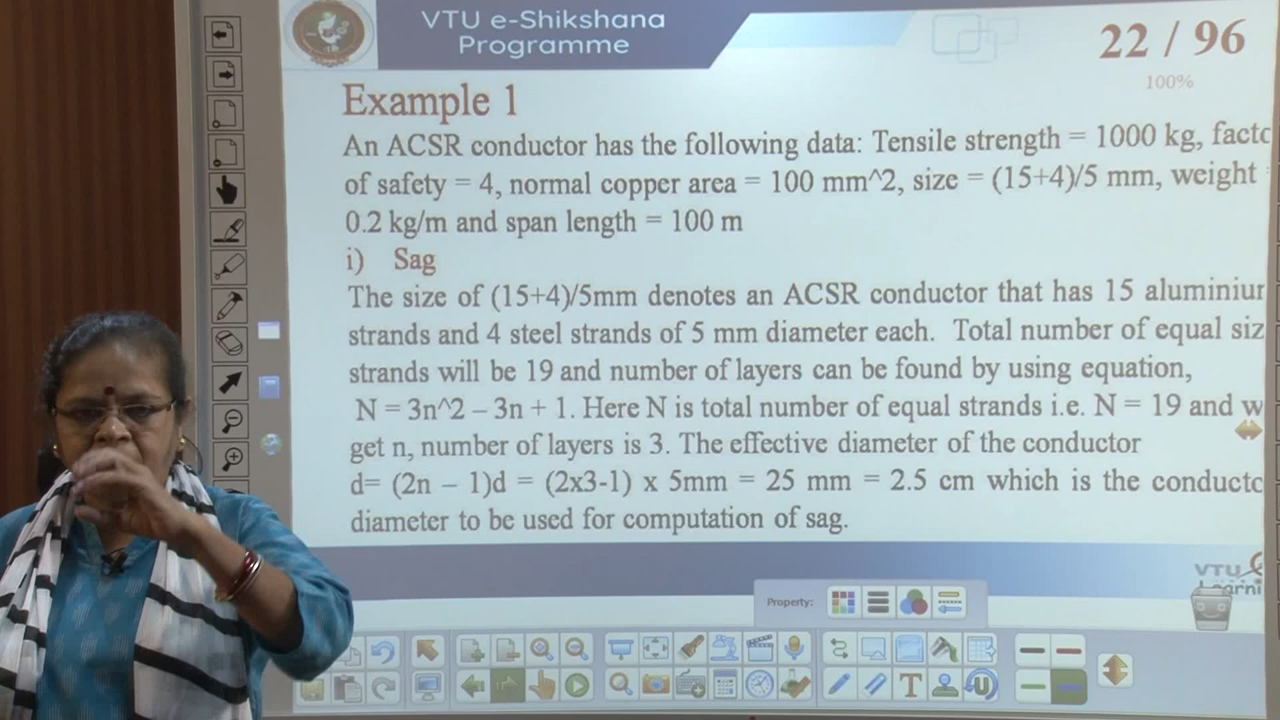 VTU e-Shikshana
Programme
22 / 96
100%
Example 1
An ACSR conductor has the following data: Tensile strength = 1000 kg, facto
of safety = 4, normal copper area = 100 mm^2, size = (15+4)/5 mm, weight
0.2 kg/m and span length = 100 m
i) Sag
The size of (15+4)/5mm denotes an ACSR conductor that has 15 aluminiur
strands and 4 steel strands of 5 mm diameter each. Total number of equal siz
strands will be 19 and number of layers can be found by using equation,
N = 3n^2 – 3n + 1. Here N is total number of equal strands i.e. N = 19 and w
get n, number of layers is 3. The effective diameter of the conductor
d= (2n – 1)d = (2x3-1) x 5mm = 25 mm = 2.5 cm which is the conducto
diameter to be used for computation of sag.
VTU
Property: